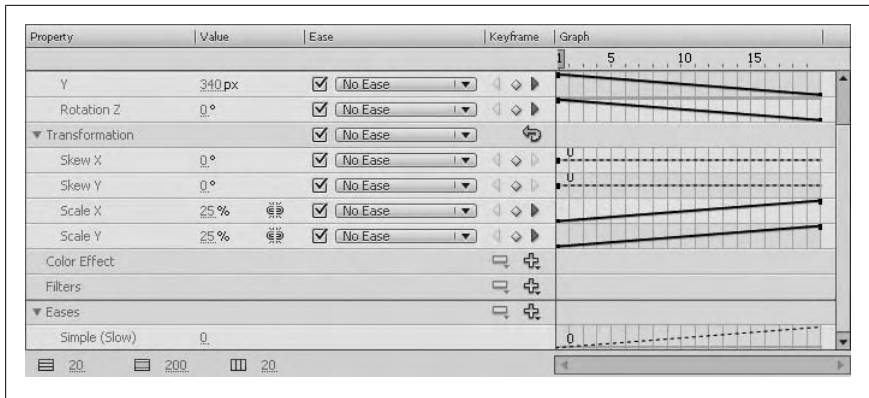 Property Value Ease Keyframe Graph
1 5 10 15
Y 340 px No Ease
Rotation Z 0° No Ease
Transformation No Ease
Skew X 0° No Ease 0
Skew Y 0° No Ease 0
Scale X 25 % No Ease
Scale Y 25 % No Ease
Color Effect
Filters
Eases
Simple (Slow) 0 0
20 200 20